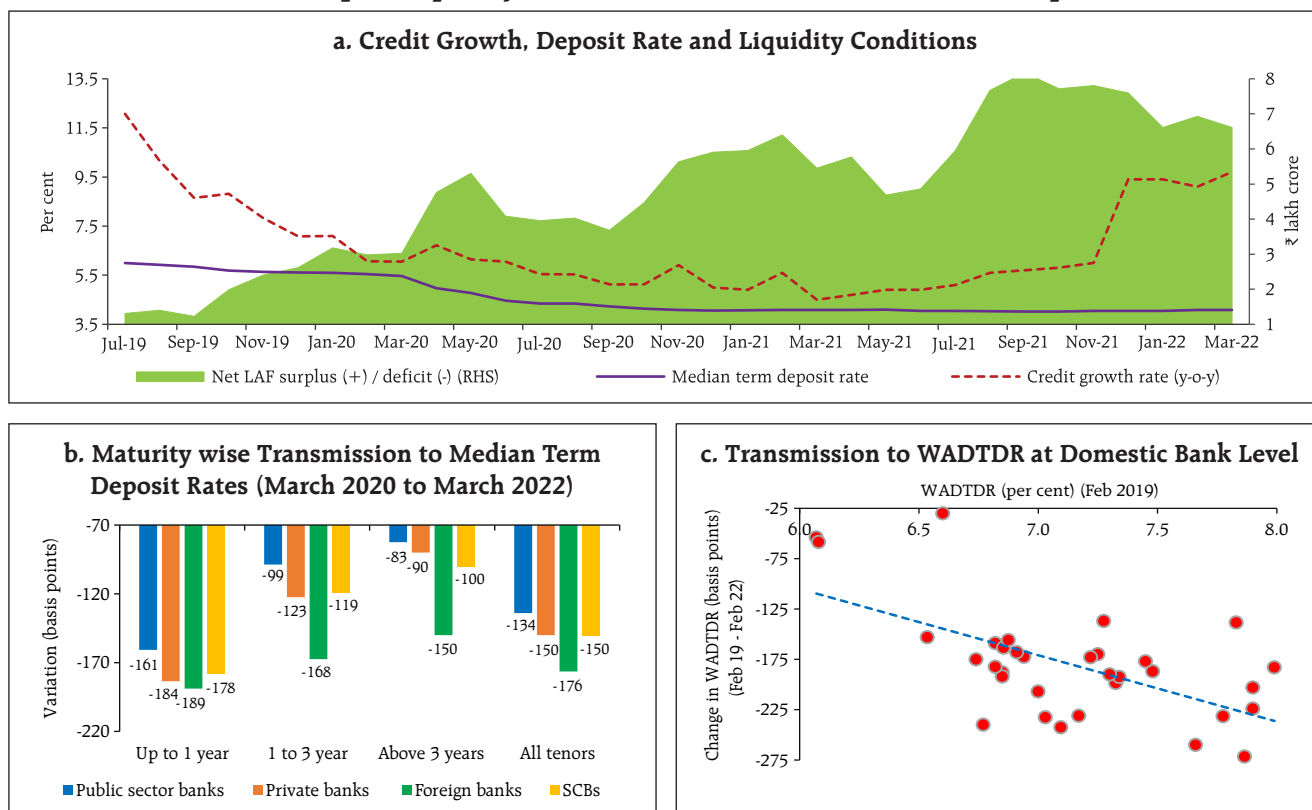 a. Credit Growth, Deposit Rate and Liquidity Conditions
13.5
11.5
9.5
7.5
5.5
3.5
Per cent
8
7
6
5
4
3
2
1
₹ lakh crore
Jul-19 Sep-19 Nov-19 Jan-20 Mar-20 May-20 Jul-20 Sep-20 Nov-20 Jan-21 Mar-21 May-21 Jul-21 Sep-21 Nov-21 Jan-22 Mar-22
Net LAF surplus (+) / deficit (-) (RHS) Median term deposit rate Credit growth rate (y-o-y)
b. Maturity wise Transmission to Median Term
Deposit Rates (March 2020 to March 2022)
Variation (basis points)
-70
-120
-170
-220
-161
-184
-189
-178
-99
-123
-168
-119
-83
-90
-150
-100
-134
-150
-176
-150
Up to 1 year 1 to 3 year Above 3 years All tenors
Public sector banks Private banks Foreign banks SCBs
c. Transmission to WADTDR at Domestic Bank Level
WADTDR (per cent) (Feb 2019)
6.0 6.5 7.0 7.5 8.0
-25
-75
-125
-175
-225
-275
Change in WADTDR (basis points)
(Feb 19 - Feb 22)